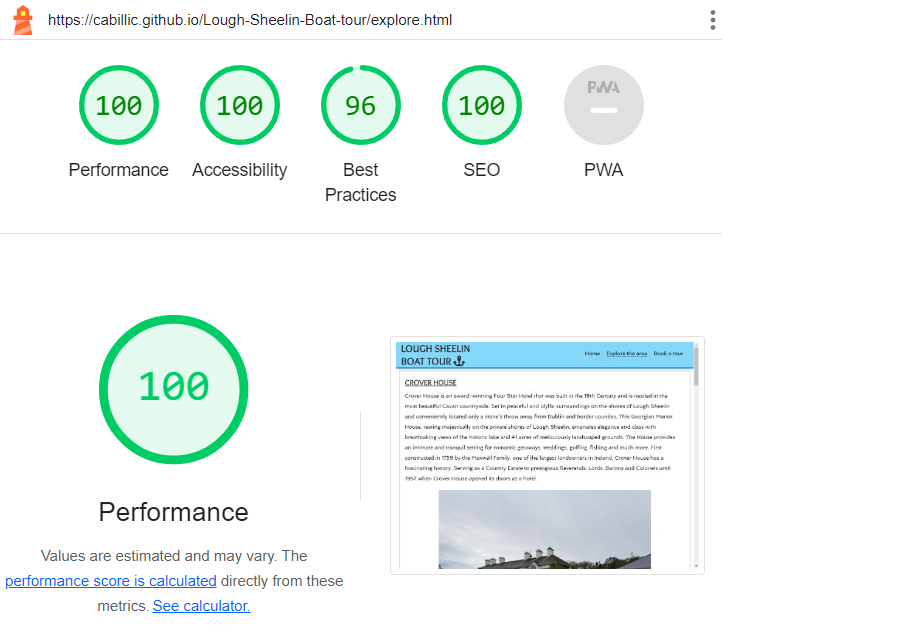 https://cabillic.github.io/Lough-Sheelin-Boat-tour/explore.html
100
100
96
100
PWA
Performance
Accessibility
Best
Practices
SEO
PWA
100
Performance
Values are estimated and may vary. The
performance score is calculated directly from these
metrics. See calculator.
LOUGH SHEELIN
BOAT TOUR
Home Explore the area Book a tour
CROVER HOUSE
Crover House is an award-winning Four Star Hotel that was built in the 18th Century and is nestled in the
most beautiful Cavan countryside. Set in peaceful and idyllic surroundings on the shores of Lough Sheelin
and conveniently located only a stone's throw away from Dublin and border counties. This Georgian Manor
House, resting majestically on the private shores of Lough Sheelin, emanates elegance and class with
breathtaking views of the historic lake and 41 acres of meticulously landscaped grounds. The House provides
an intimate and tranquil setting for romantic getaways, weddings, golfing, fishing and much more. First
constructed in 1759 by the Maxwell Family, one of the largest landowners in Ireland, Crover House has a
fascinating history. Serving as a Country Estate to prestigious Reverends, Lords, Barons and Colonels until
1957 when Crover House opened its doors as a hotel.